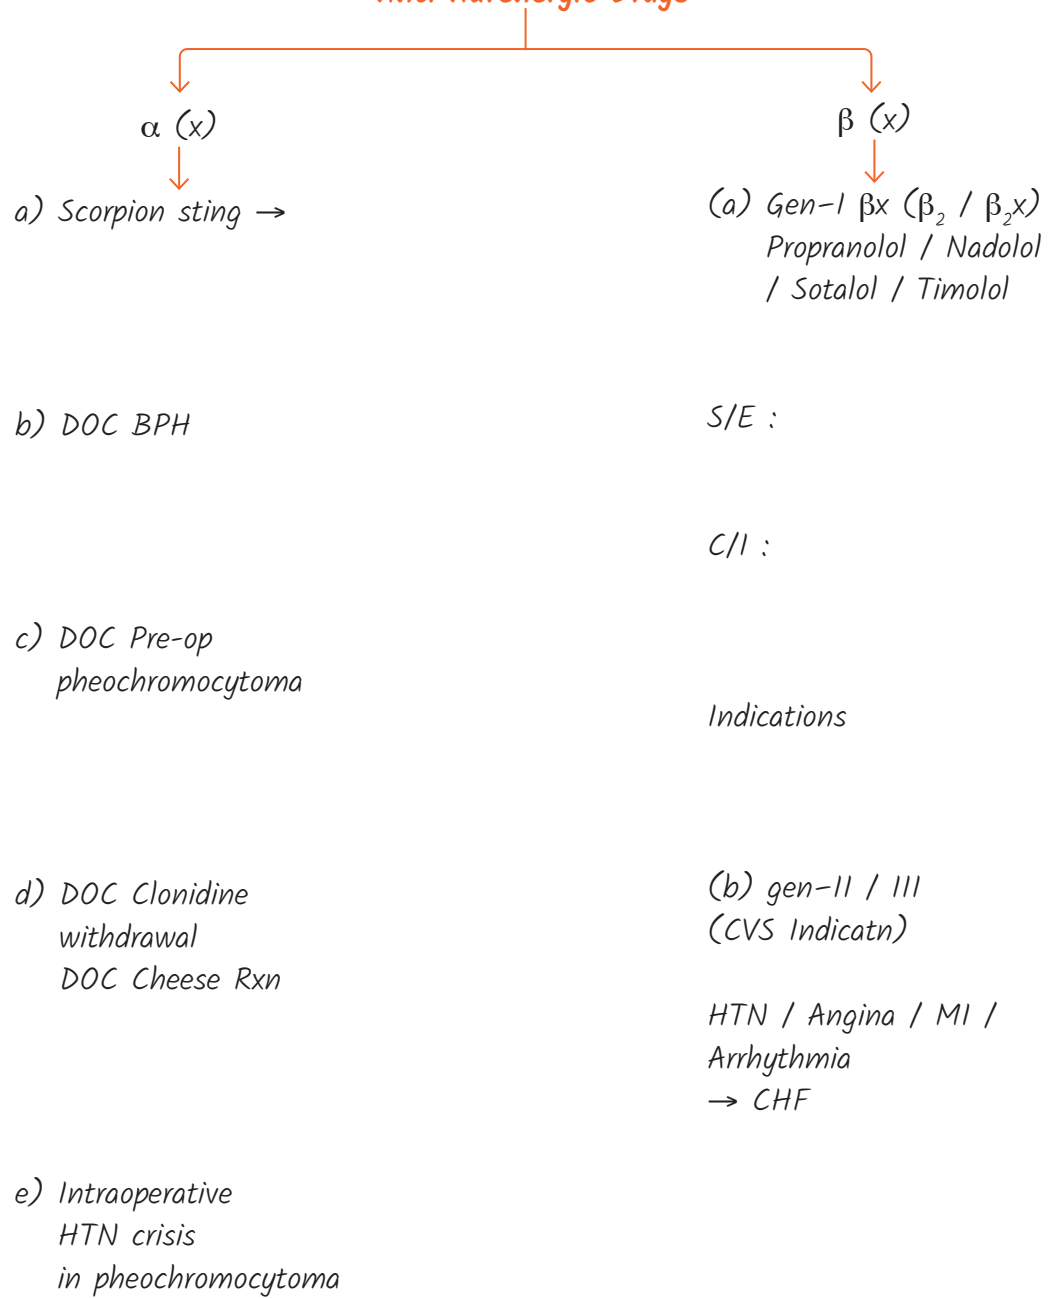 α (x)
a) Scorpion sting →
b) DOC BPH
c) DOC Pre-op
pheochromocytoma
d) DOC Clonidine
withdrawal
DOC Cheese Rxn
e) Intraoperative
HTN crisis
in pheochromocytoma
β (x)
(a) Gen-I βx (β₂ / β₂x)
Propranolol / Nadolol
/ Sotalol / Timolol
S/E :
C/I :
Indications
(b) gen-II / III
(CVS Indicatn)
HTN / Angina / MI /
Arrhythmia
→ CHF